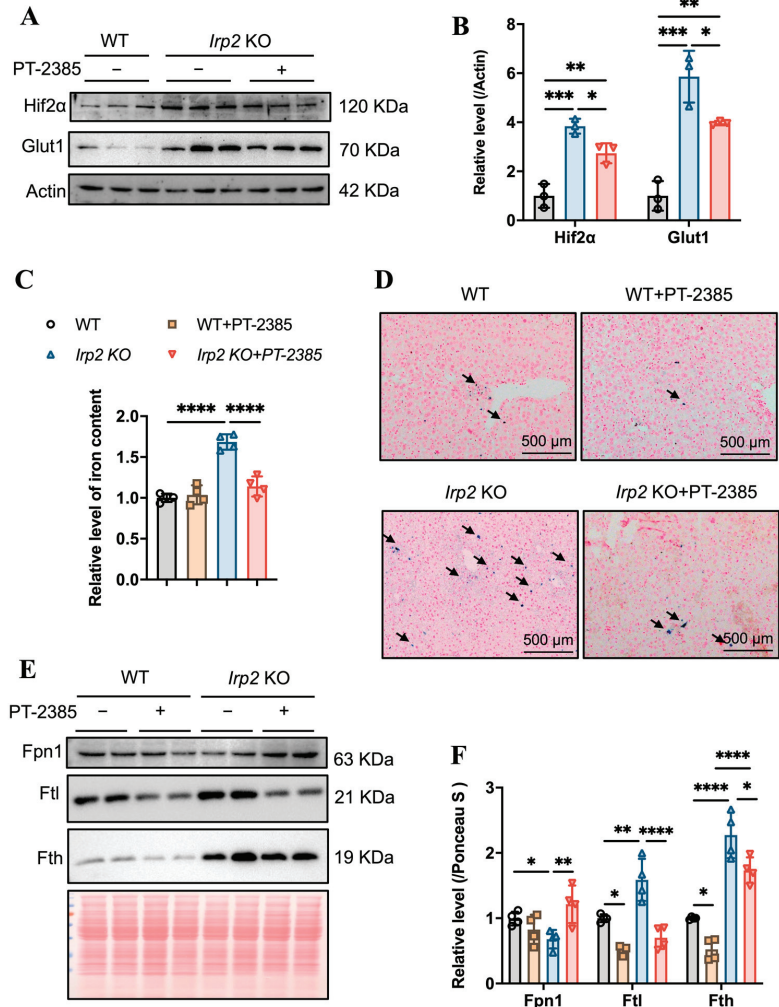 A
WT
Irp2 KO
PT-2385
−
−
+
Hif2α
120 KDa
Glut1
70 KDa
Actin
42 KDa
B
Relative level (/Actin)
8
6
4
2
0
**
***
*
**
***
*
Hif2α
Glut1
C
WT
WT+PT-2385
Irp2 KO
Irp2 KO+PT-2385
Relative level of iron content
2.0
1.5
1.0
0.5
0.0
****
****
D
WT
WT+PT-2385
500 μm
500 μm
Irp2 KO
Irp2 KO+PT-2385
500 μm
500 μm
E
WT
Irp2 KO
PT-2385
−
+
−
+
Fpn1
63 KDa
Ftl
21 KDa
Fth
19 KDa
F
Relative level (/Ponceau S )
3
2
1
0
*
**
*
**
****
*
****
****
*
Fpn1
Ftl
Fth